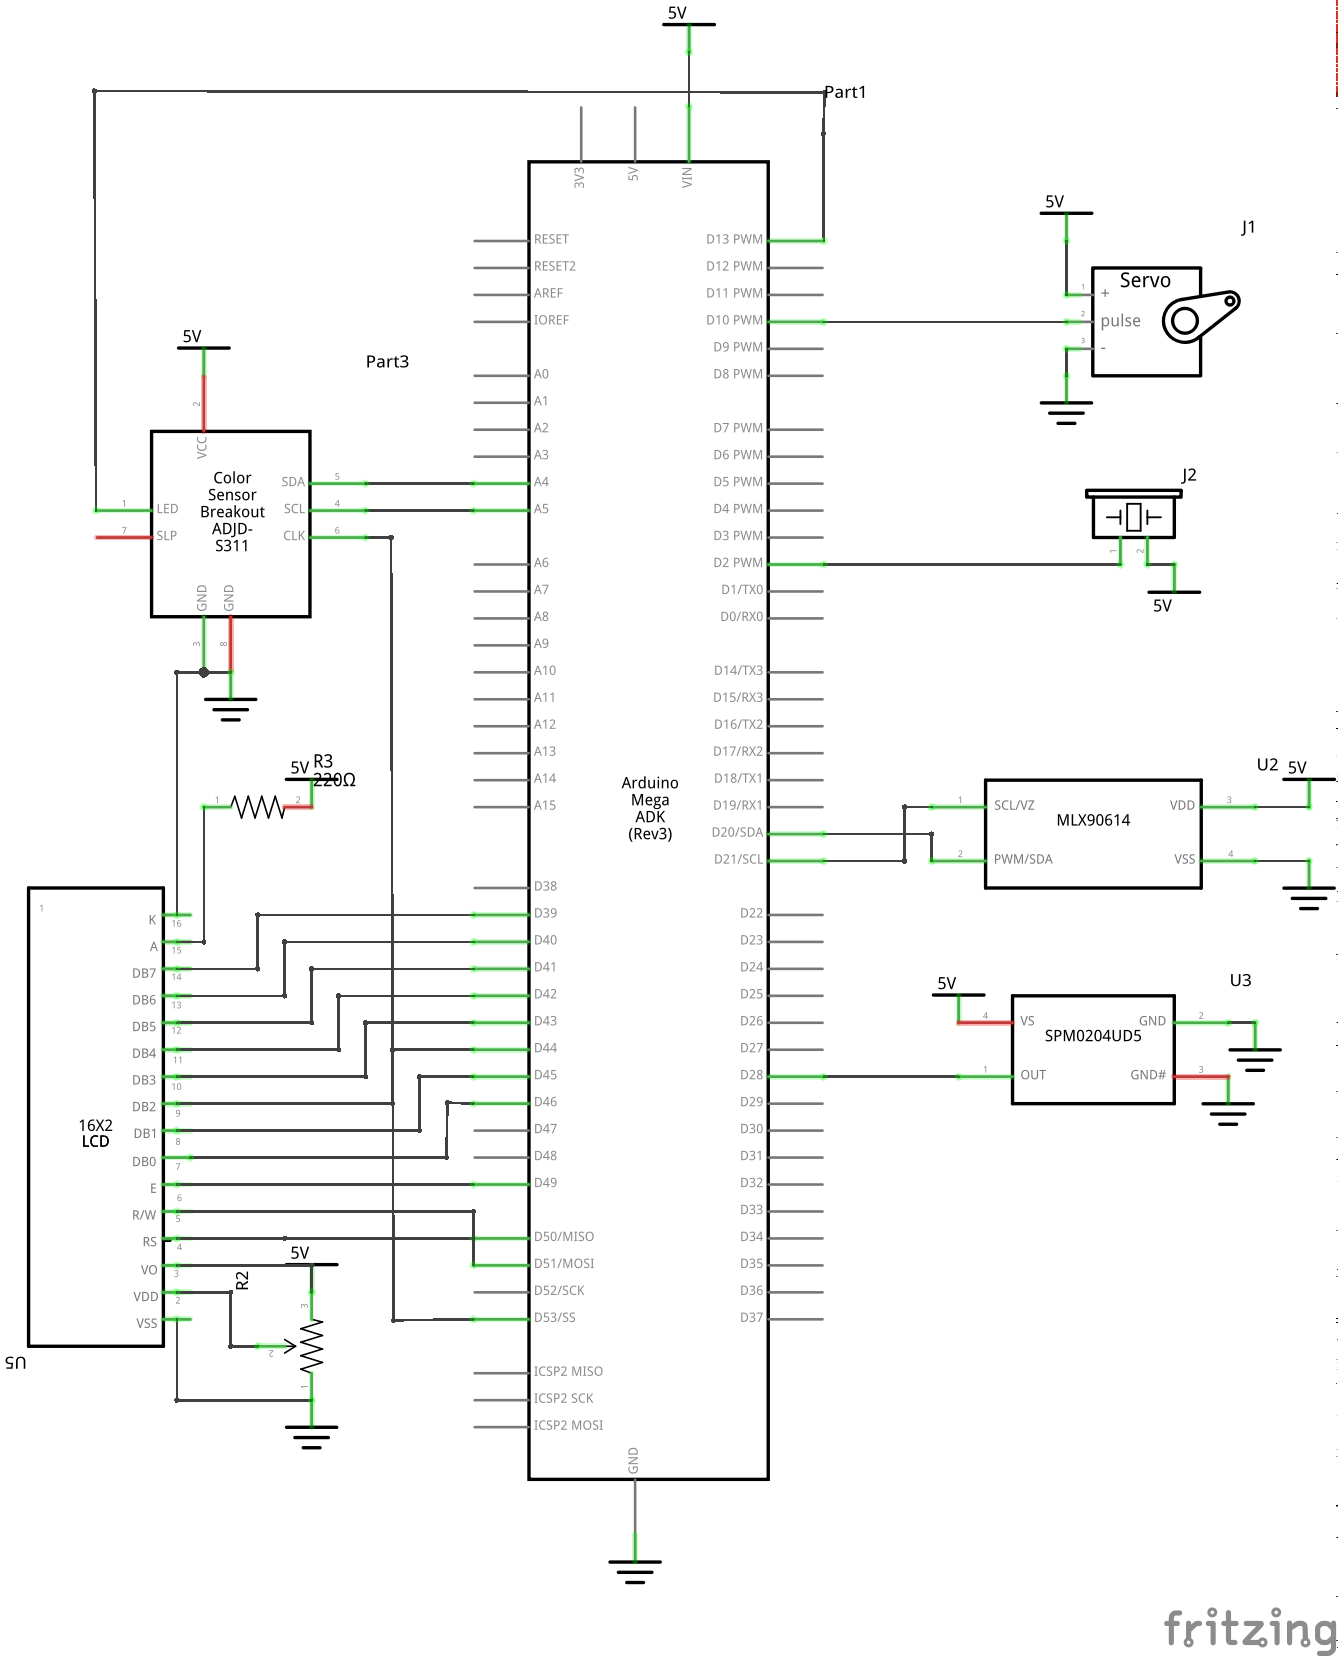 5V
Part1
3V3
5V
VIN
RESET
D13 PWM
RESET2
D12 PWM
AREF
D11 PWM
IOREF
D10 PWM
D9 PWM
A0
D8 PWM
A1
A2
D7 PWM
A3
D6 PWM
A4
D5 PWM
A5
D4 PWM
D3 PWM
A6
D2 PWM
A7
D1/TX0
A8
D0/RX0
A9
A10
D14/TX3
A11
D15/RX3
A12
D16/TX2
A13
D17/RX2
A14
D18/TX1
A15
D19/RX1
D20/SDA
D21/SCL
Arduino
Mega
ADK
(Rev3)
D38
D39
D22
D40
D23
D41
D24
D42
D25
D43
D26
D44
D27
D45
D28
D46
D29
D47
D30
D48
D31
D49
D32
D33
D50/MISO
D34
D51/MOSI
D35
D52/SCK
D36
D53/SS
D37
ICSP2 MISO
ICSP2 SCK
ICSP2 MOSI
GND
5V
J1
Servo
1
+
2
pulse
3
-
J2
1
2
5V
5V
Part3
2
VCC
Color
Sensor
Breakout
ADJD-
S311
SDA
5
SCL
4
CLK
6
1
LED
7
SLP
GND
GND
3
8
R3
5V
220Ω
1
2
U2
5V
1
SCL/VZ
VDD
3
MLX90614
2
PWM/SDA
VSS
4
U3
5V
4
VS
GND
2
SPM0204UD5
1
OUT
GND#
3
1
K
16
A
15
DB7
14
DB6
13
DB5
12
DB4
11
DB3
10
DB2
9
16X2
LCD
DB1
8
DB0
7
E
6
R/W
5
RS
4
VO
3
VDD
2
VSS
U5
5V
R2
3
2
1
fritzing